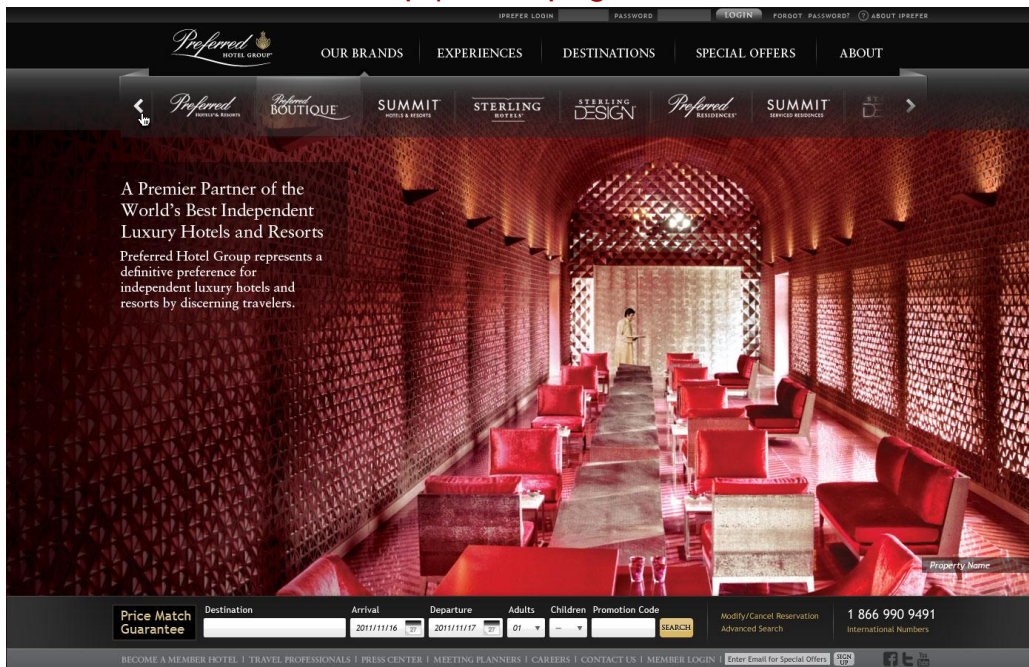 IPREFER LOGIN PASSWORD LOGIN FORGOT PASSWORD? ? ABOUT IPREFER
Preferred
HOTEL GROUP
OUR BRANDS EXPERIENCES DESTINATIONS SPECIAL OFFERS ABOUT
Preferred Preferred SUMMIT STERLING STERLING Preferred SUMMIT
HOTELS & RESORTS BOUTIQUE HOTELS & RESORTS HOTELS DESIGN RESIDENCES SERVICED RESIDENCES
A Premier Partner of the
World's Best Independent
Luxury Hotels and Resorts
Preferred Hotel Group represents a
definitive preference for
independent luxury hotels and
resorts by discerning travelers.
Property Name
Price Match
Guarantee
Destination Arrival Departure Adults Children Promotion Code
2011/11/16 27 2011/11/17 27 01 -- SEARCH
Modify/Cancel Reservation
Advanced Search
1 866 990 9491
International Numbers
BECOME A MEMBER HOTEL | TRAVEL PROFESSIONALS | PRESS CENTER | MEETING PLANNERS | CAREERS | CONTACT US | MEMBER LOGIN | Enter Email for Special Offers SIGN UP